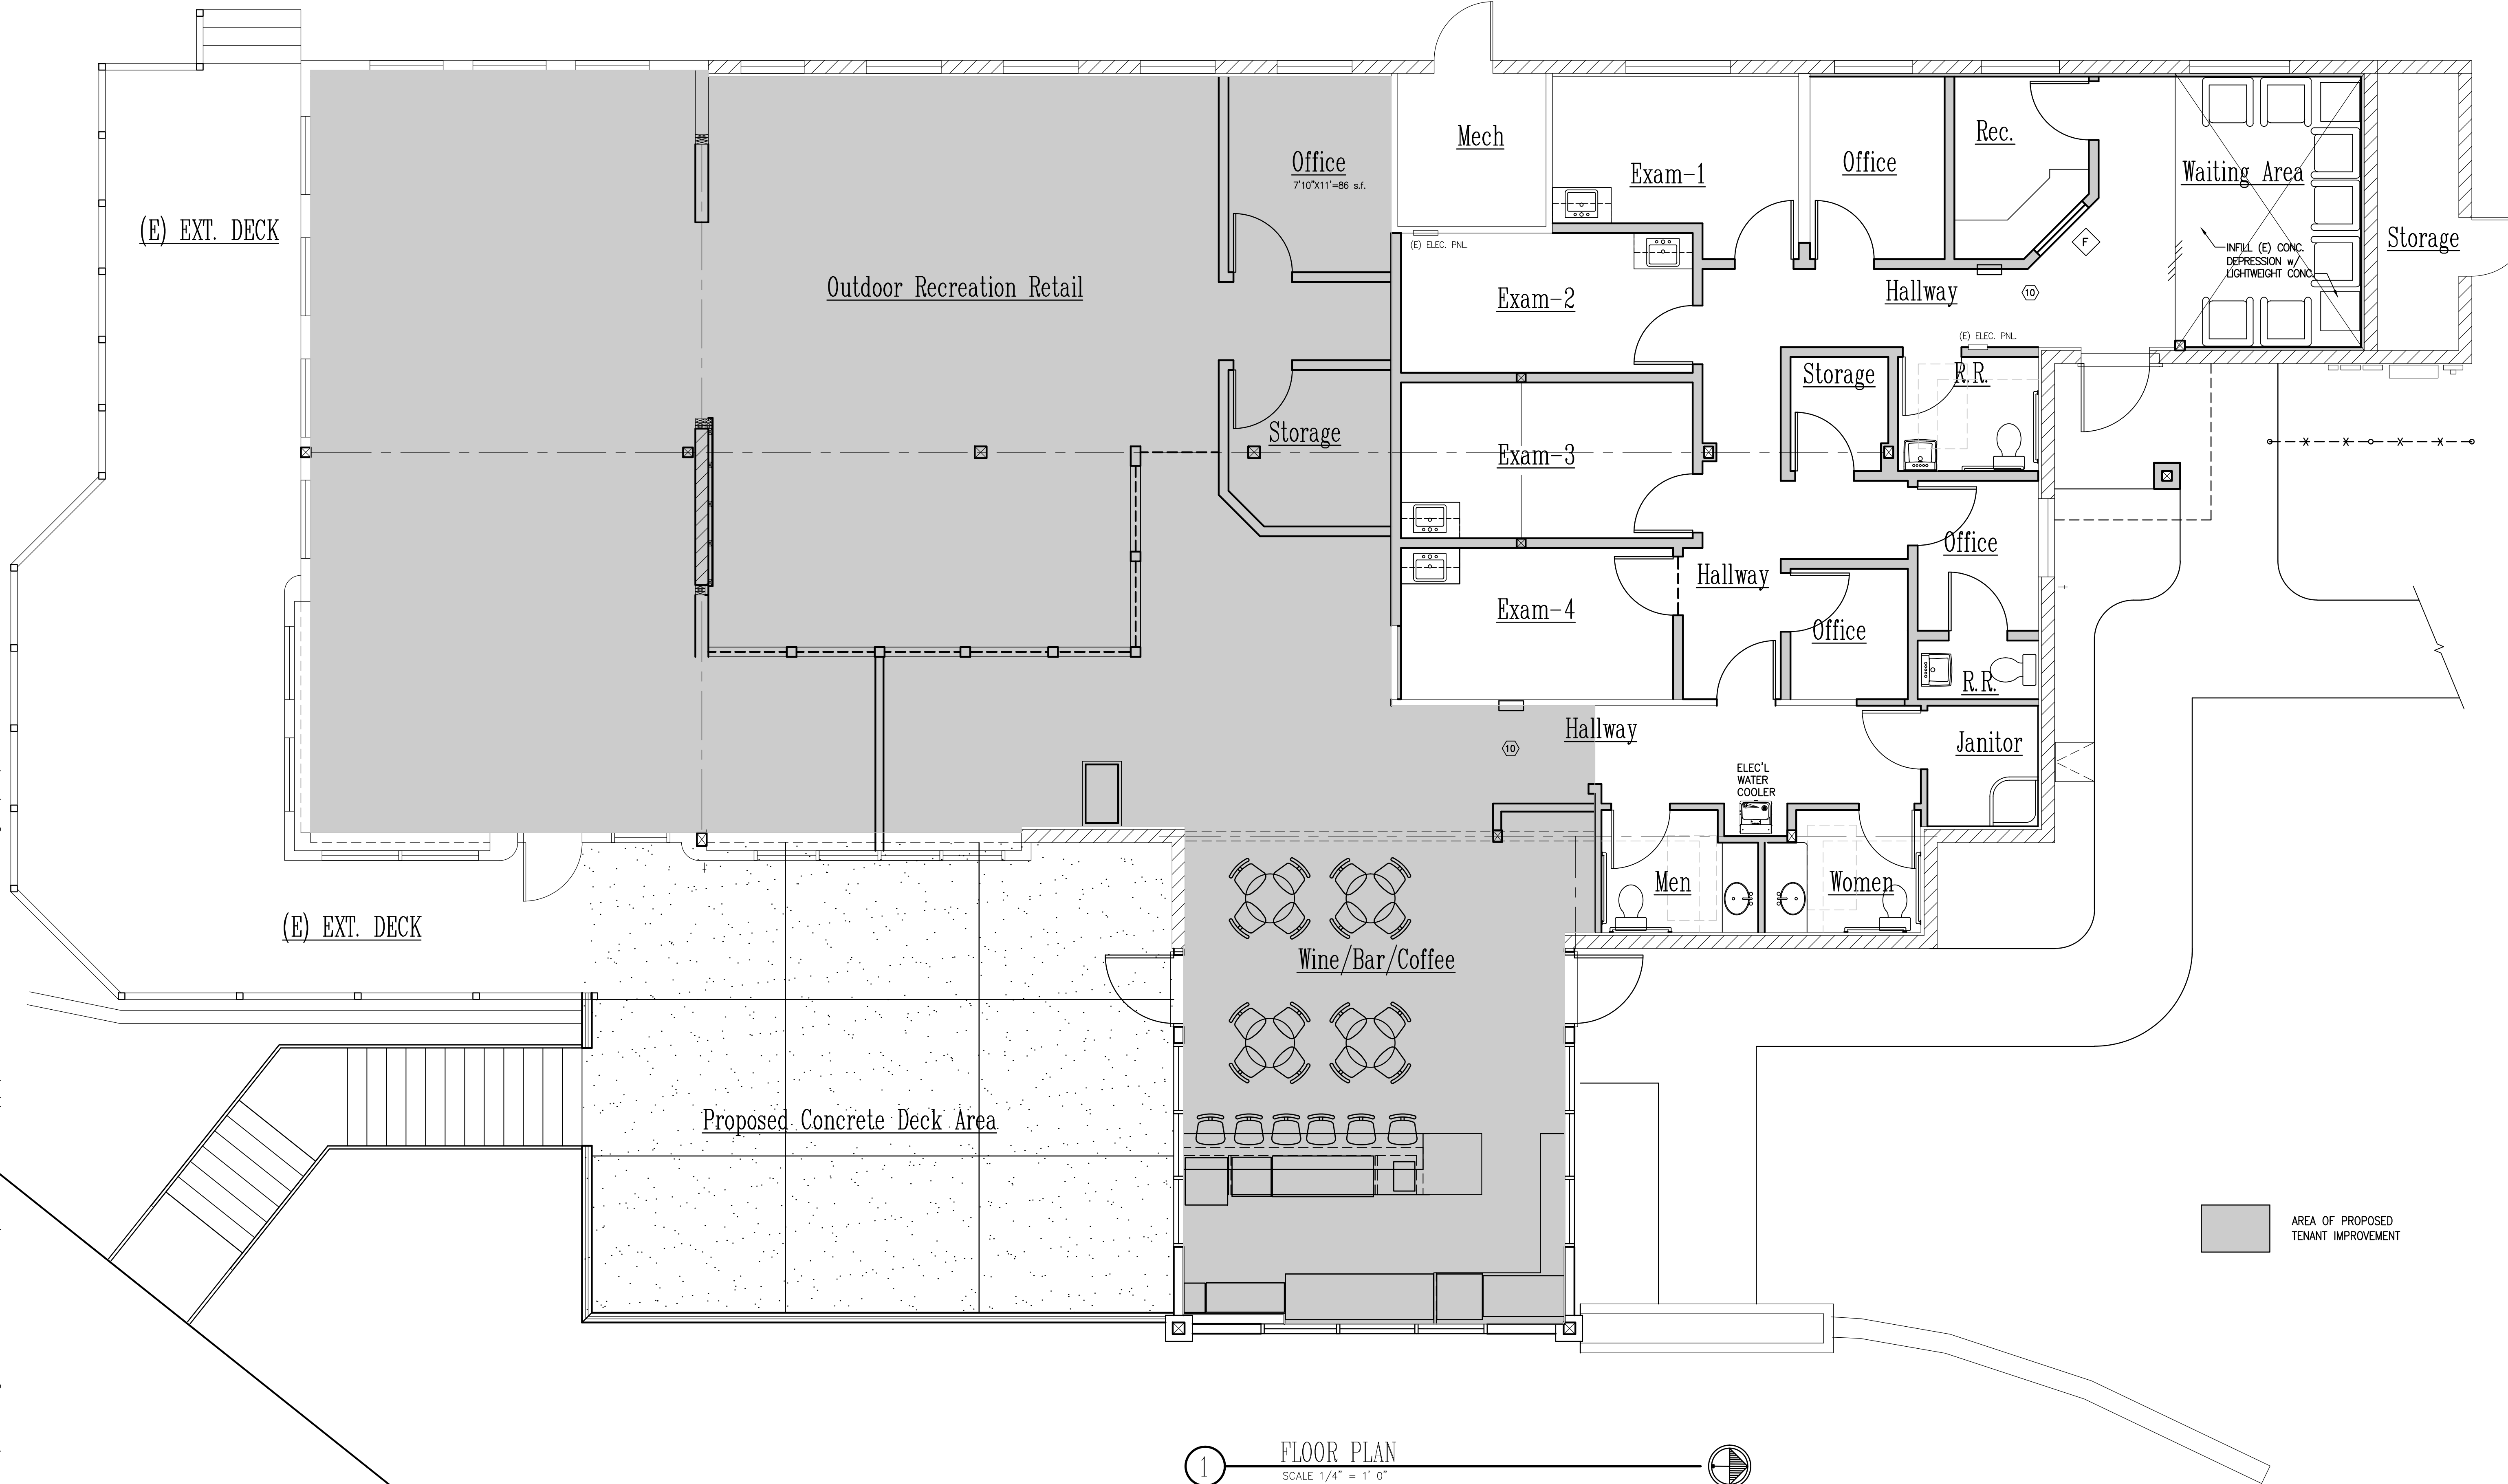 Mech
Rec.
Office
7'10"X11'=86 s.f.
Exam-1
Office
Waiting Area
(E) EXT. DECK
(E) ELEC. PNL.
F
Storage
INFILL (E) CONC.
DEPRESSION w/
LIGHTWEIGHT CONC.
Outdoor Recreation Retail
Exam-2
Hallway
10
(E) ELEC. PNL.
Storage
R.R.
Storage
Exam-3
Office
Hallway
Exam-4
Office
R.R.
Hallway
10
Janitor
ELEC'L
WATER
COOLER
Men
Women
(E) EXT. DECK
Wine/Bar/Coffee
Proposed Concrete Deck Area
AREA OF PROPOSED
TENANT IMPROVEMENT
1
FLOOR PLAN
SCALE 1/4" = 1' 0"